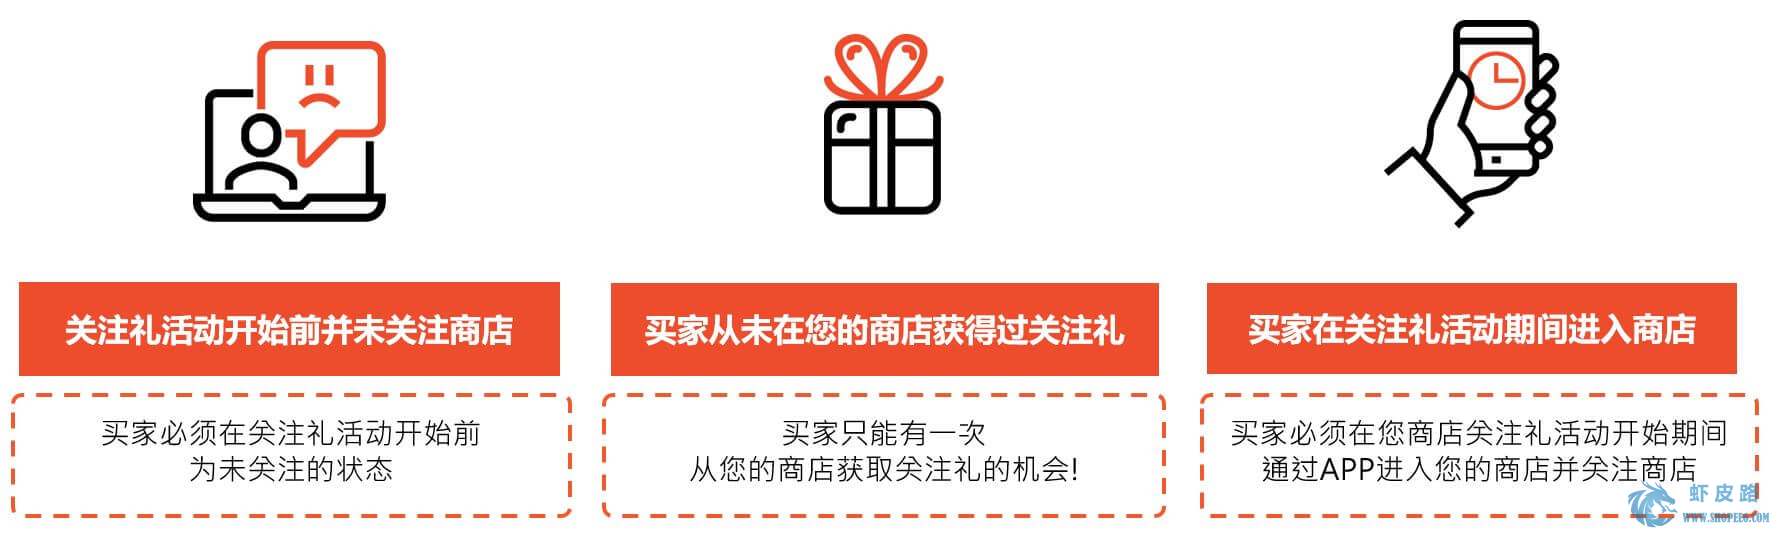 关注礼活动开始前并未关注商店
买家必须在关注礼活动开始前
为未关注的状态
买家从未在您的商店获得过关注礼
买家只能有一次
从您的商店获取关注礼的机会!
买家在关注礼活动期间进入商店
买家必须在您商店关注礼活动开始期间
通过APP进入您的商店并关注商店
虾皮路
WWW.SHOPEE6.COM